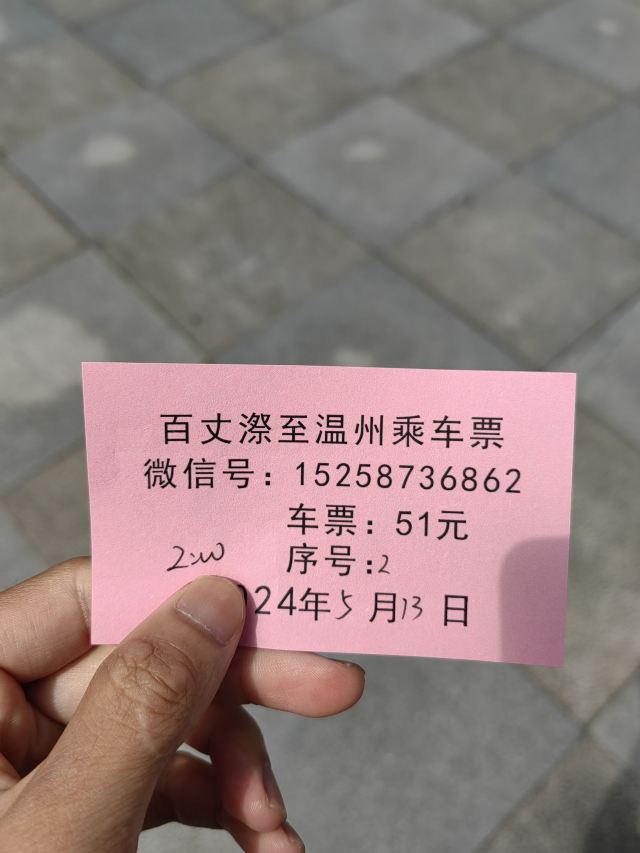 百丈漈至温州乘车票
微信号：15258736862
车票：51元
2:00 序号:2
24年5月13日